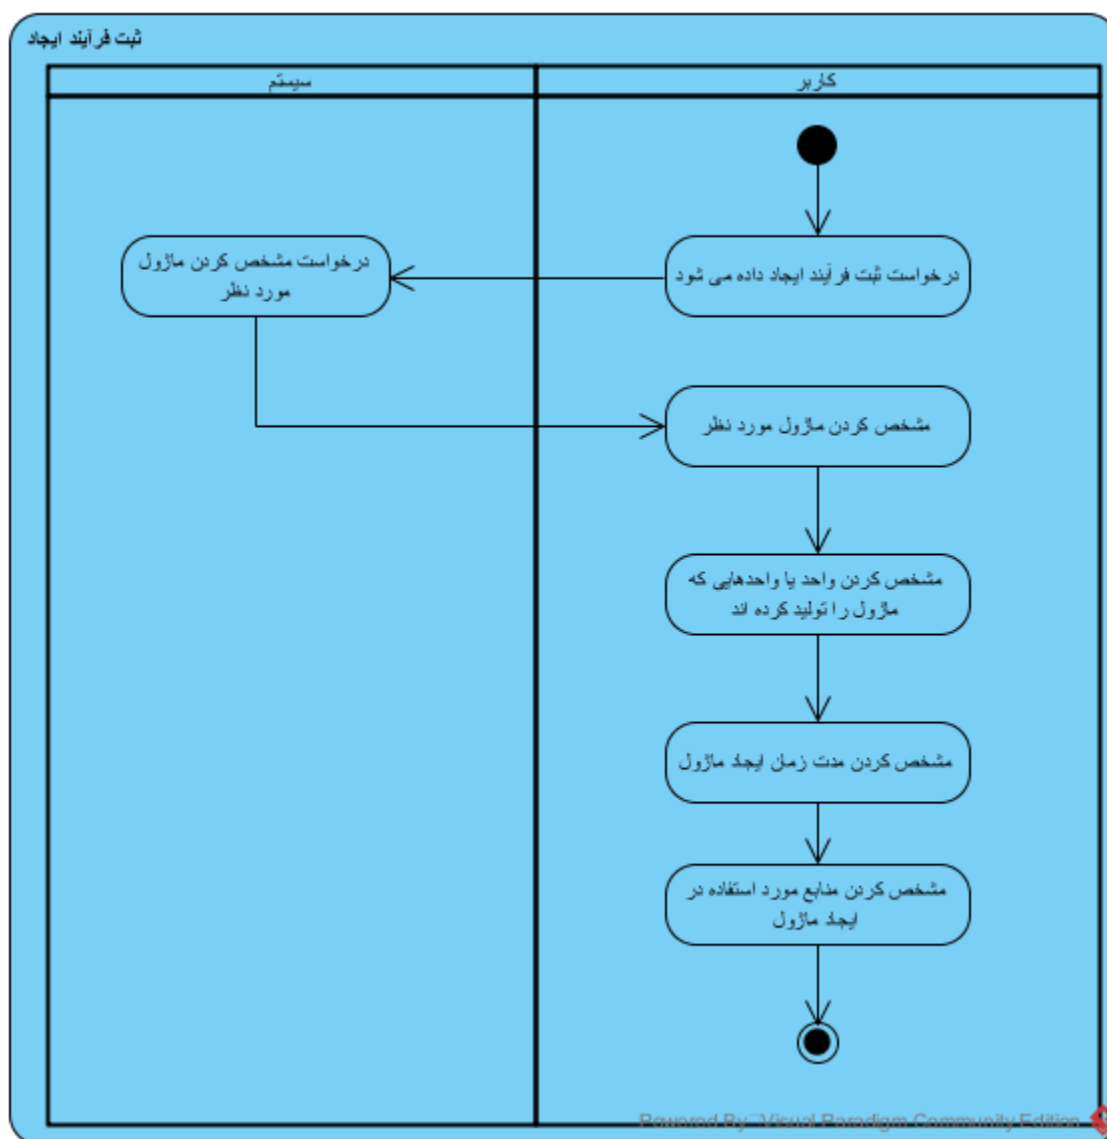 ثبت فرآیند ایجاد
کاربر
سیستم
درخواست ثبت فرآیند ایجاد داده می شود
درخواست مشخص کردن ماژول
مورد نظر
مشخص کردن ماژول مورد نظر
مشخص کردن واحد یا واحدهایی که
ماژول را تولید کرده اند
مشخص کردن مدت زمان ایجاد ماژول
مشخص کردن منابع مورد استفاده در
ایجاد ماژول
Powered By Visual Paradigm Community Edition